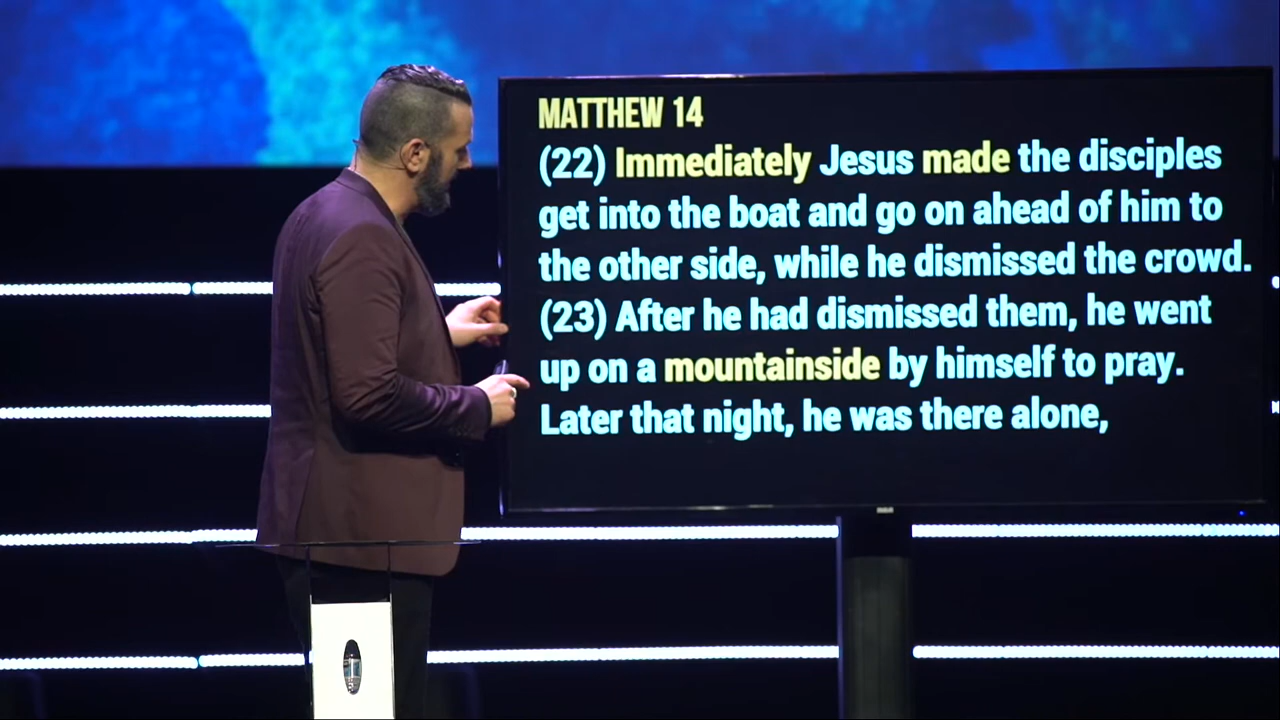 MATTHEW 14
(22) Immediately Jesus made the disciples
get into the boat and go on ahead of him to
the other side, while he dismissed the crowd.
(23) After he had dismissed them, he went
up on a mountainside by himself to pray.
Later that night, he was there alone,